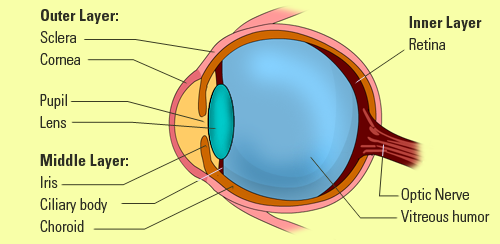 Outer Layer:
Sclera
Cornea
Pupil
Lens
Middle Layer:
Iris
Ciliary body
Choroid
Inner Layer
Retina
Optic Nerve
Vitreous humor